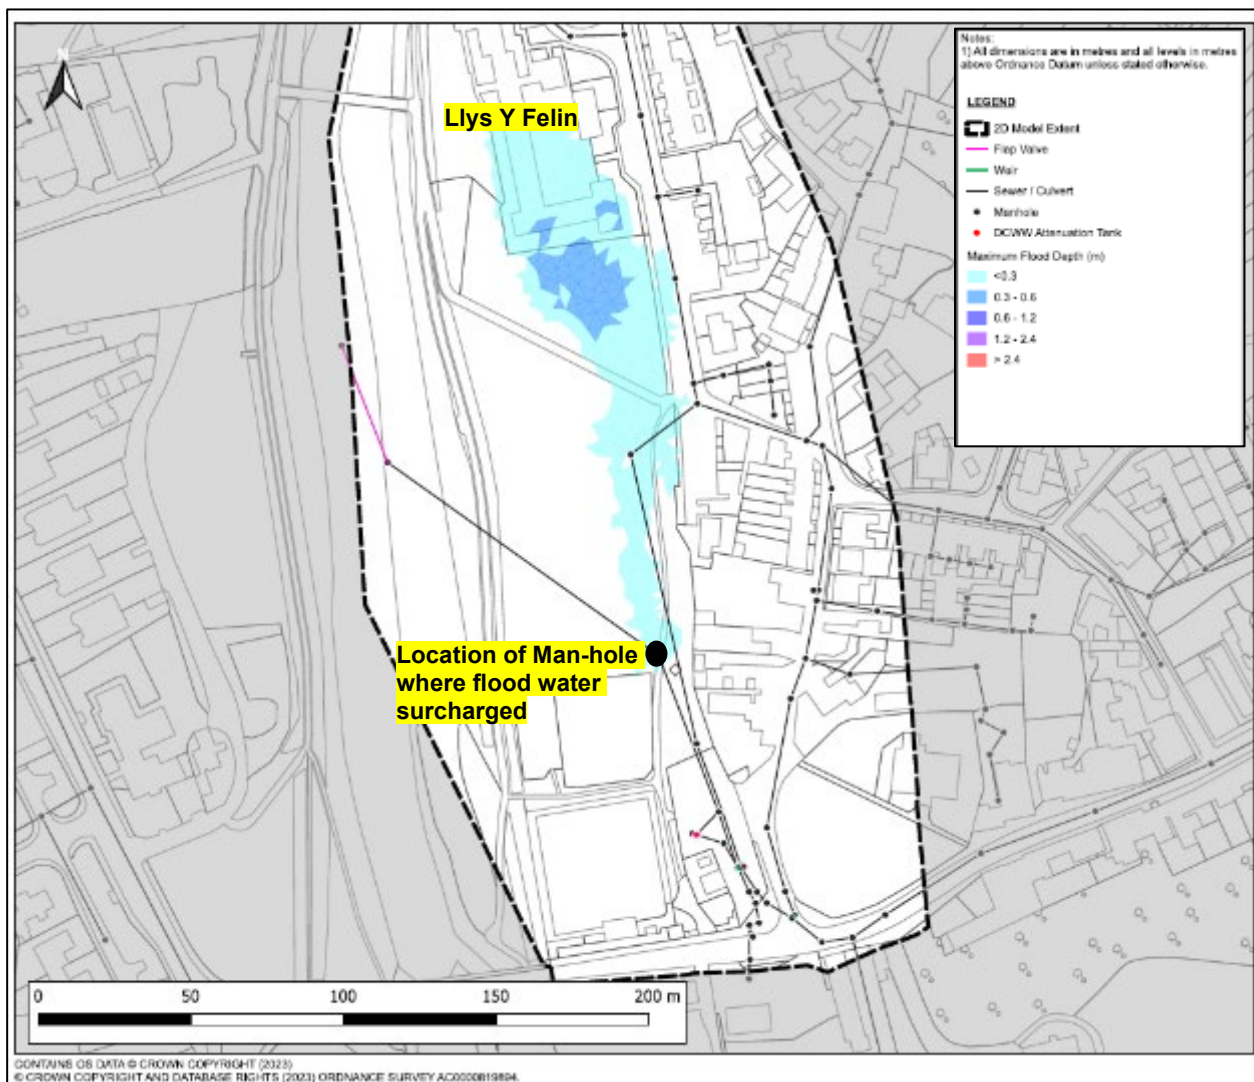 N
Llys Y Felin
Location of Man-hole
where flood water
surcharged
Notes:
1) All dimensions are in metres and all levels in metres
above Ordnance Datum unless stated otherwise.
LEGEND
2D Model Extent
Flap Valve
Weir
Sewer / Culvert
Manhole
DCWW Attenuation Tank
Maximum Flood Depth (m)
<0.3
0.3 - 0.6
0.6 - 1.2
1.2 - 2.4
> 2.4
0 50 100 150 200 m
CONTAINS OS DATA © CROWN COPYRIGHT (2023)
© CROWN COPYRIGHT AND DATABASE RIGHTS (2023) ORDNANCE SURVEY